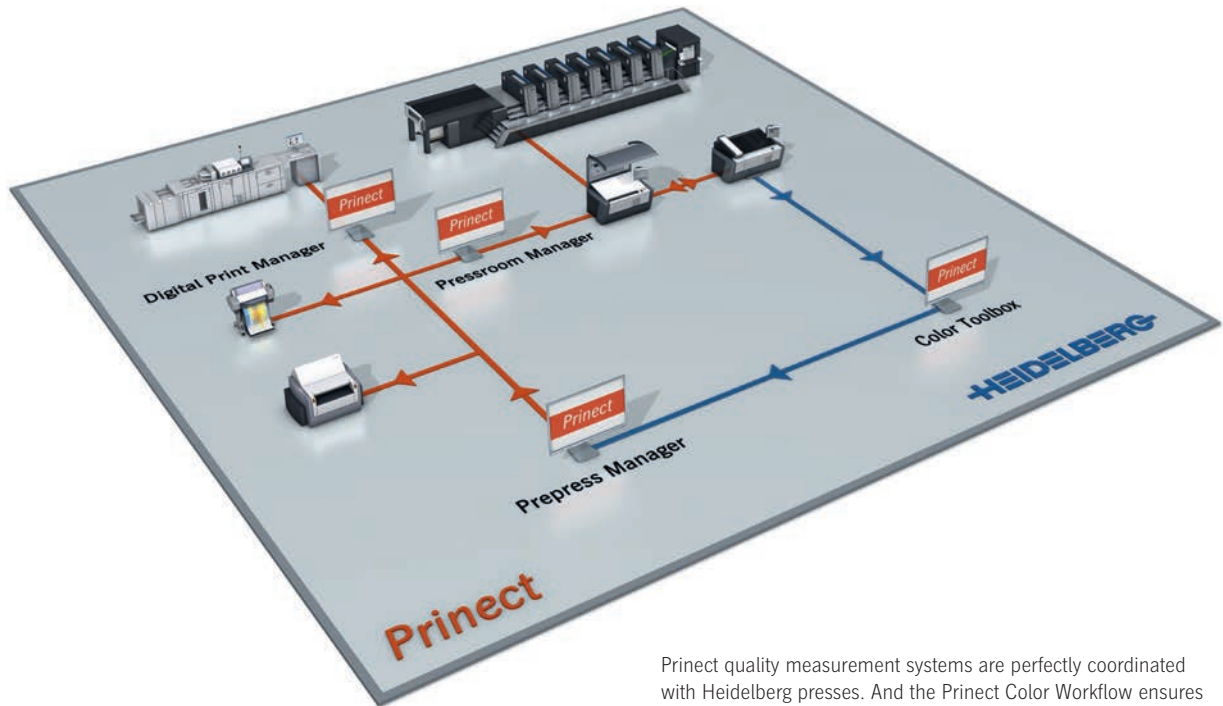 Prinect
Digital Print Manager
Prinect
Pressroom Manager
Prinect
Color Toolbox
HEIDELBERG
Prinect
Prepress Manager
Prinect
Prinect quality measurement systems are perfectly coordinated
with Heidelberg presses. And the Prinect Color Workflow ensures